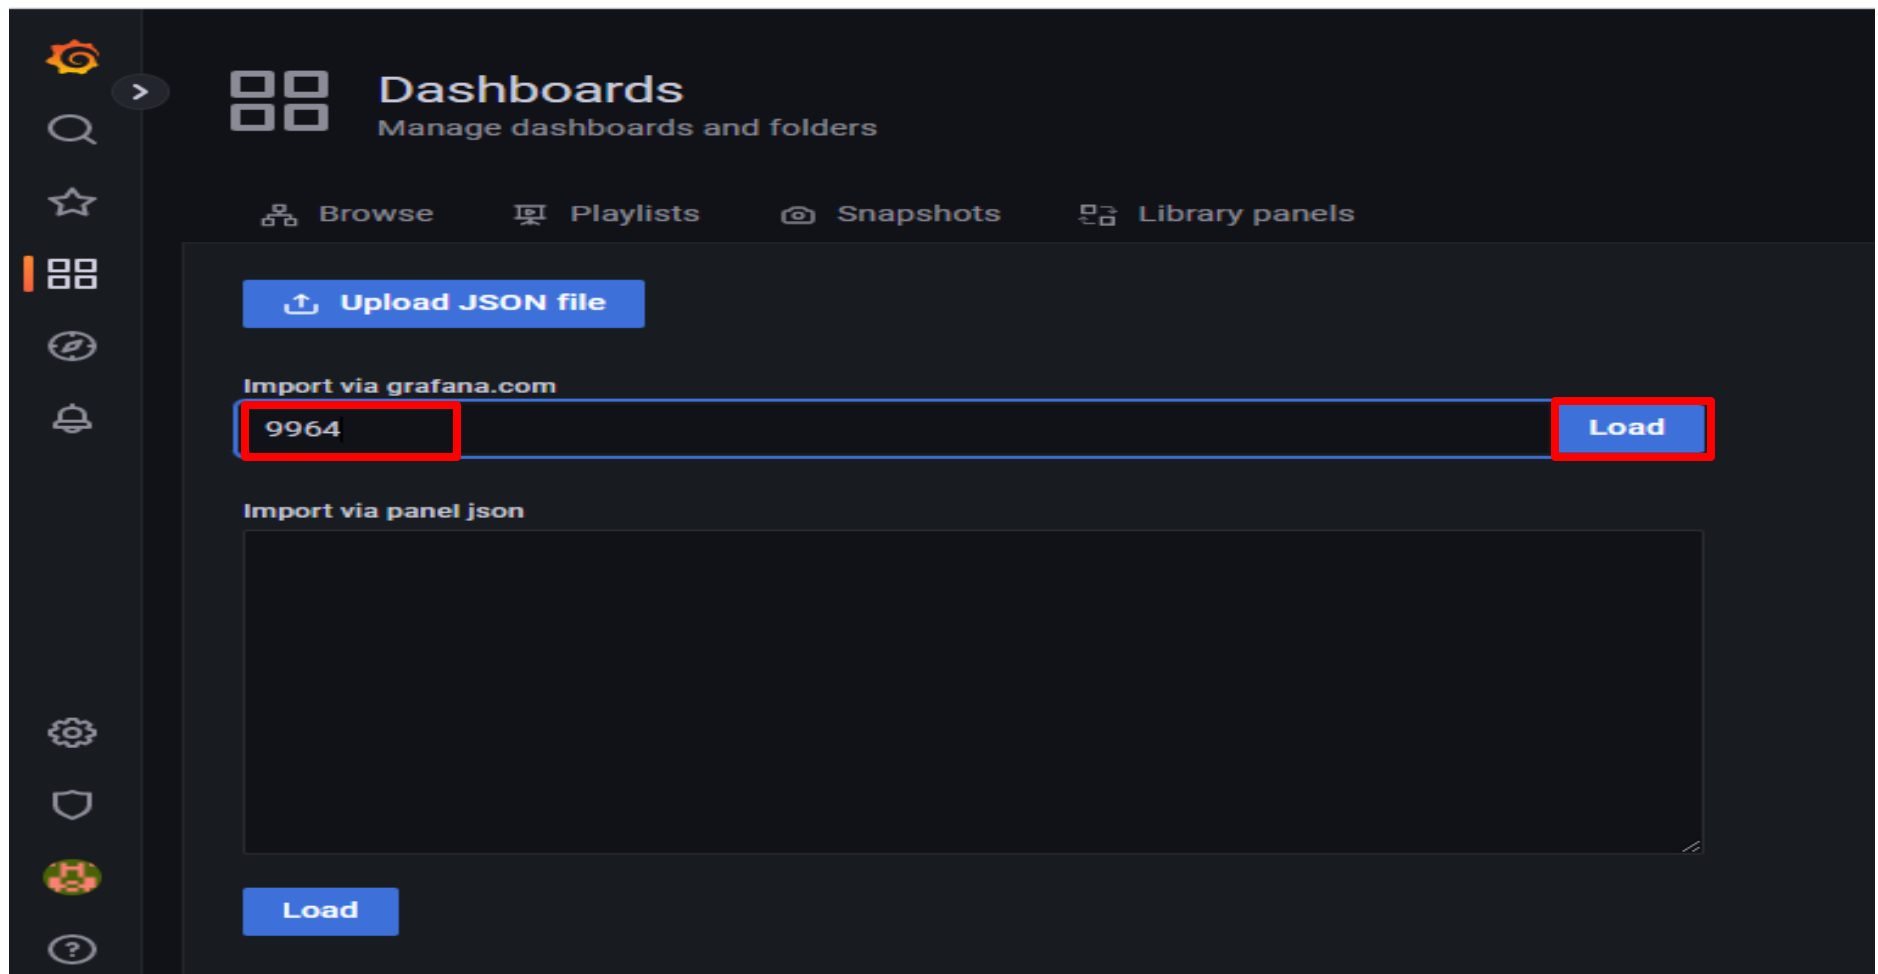 Dashboards
Manage dashboards and folders
Browse Playlists Snapshots Library panels
Upload JSON file
Import via grafana.com
9964 Load
Import via panel json
Load